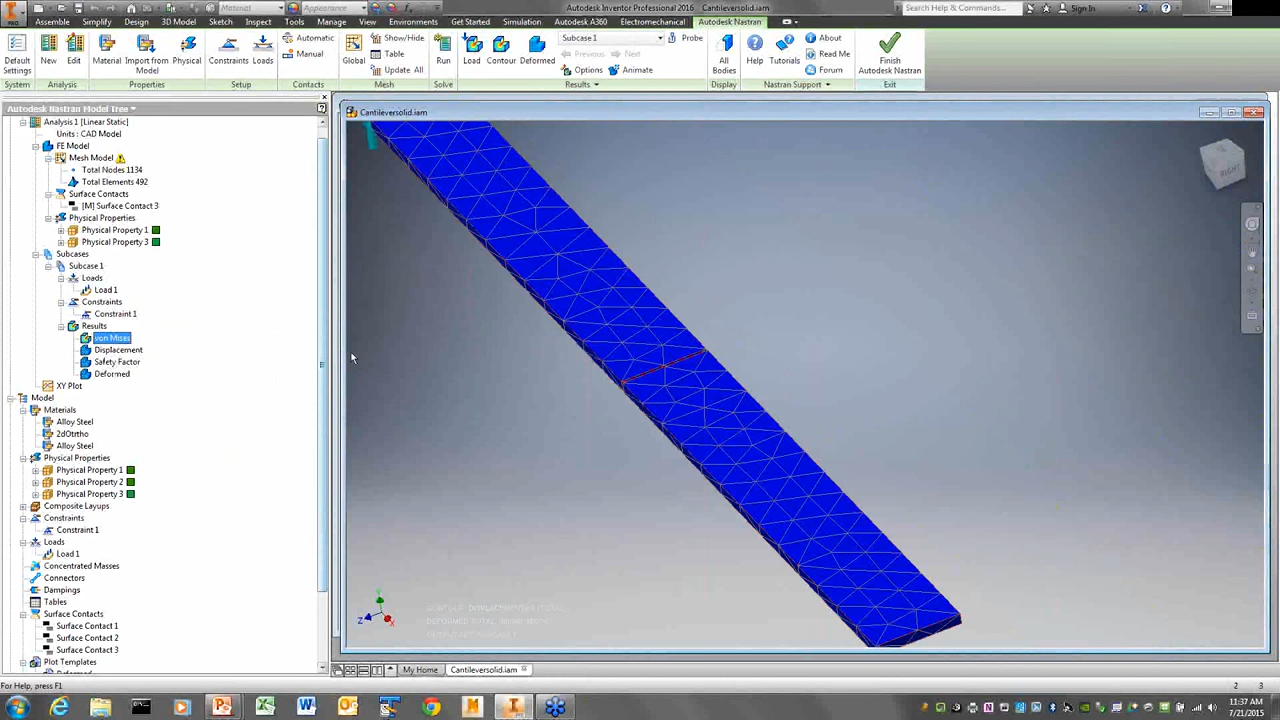 Material
Appearance
Autodesk Inventor Professional 2016 Cantileversolid.iam
Search Help & Commands...
Sign In
PRO
Assemble Simplify Design 3D Model Sketch Inspect Tools Manage View Environments Get Started Simulation Autodesk A360 Electromechanical Autodesk Nastran
Default Settings
New
Edit
Material
Import from Model
Physical
Constraints
Loads
Automatic
Manual
Global
Show/Hide
Table
Update All
Run
Load
Contour
Deformed
Subcase 1
Probe
Previous
Next
Options
Animate
All Bodies
Help
Tutorials
About
Read Me
Forum
Finish Autodesk Nastran
System Analysis Properties Setup Contacts Mesh Solve Results Display Nastran Support Exit
Autodesk Nastran Model Tree
Analysis 1 [Linear Static]
Units : CAD Model
FE Model
Mesh Model
Total Nodes 1134
Total Elements 492
Surface Contacts
[M] Surface Contact 3
Physical Properties
Physical Property 1
Physical Property 3
Subcases
Subcase 1
Loads
Load 1
Constraints
Constraint 1
Results
von Mises
Displacement
Safety Factor
Deformed
XY Plot
Model
Materials
Alloy Steel
2dOtrtho
Alloy Steel
Physical Properties
Physical Property 1
Physical Property 2
Physical Property 3
Composite Layups
Constraints
Constraint 1
Loads
Load 1
Concentrated Masses
Connectors
Dampings
Tables
Surface Contacts
Surface Contact 1
Surface Contact 2
Surface Contact 3
Plot Templates
Cantileversolid.iam
RIGHT
Y
Z
X
My Home
Cantileversolid.iam
For Help, press F1
2 3
11:37 AM
7/21/2015